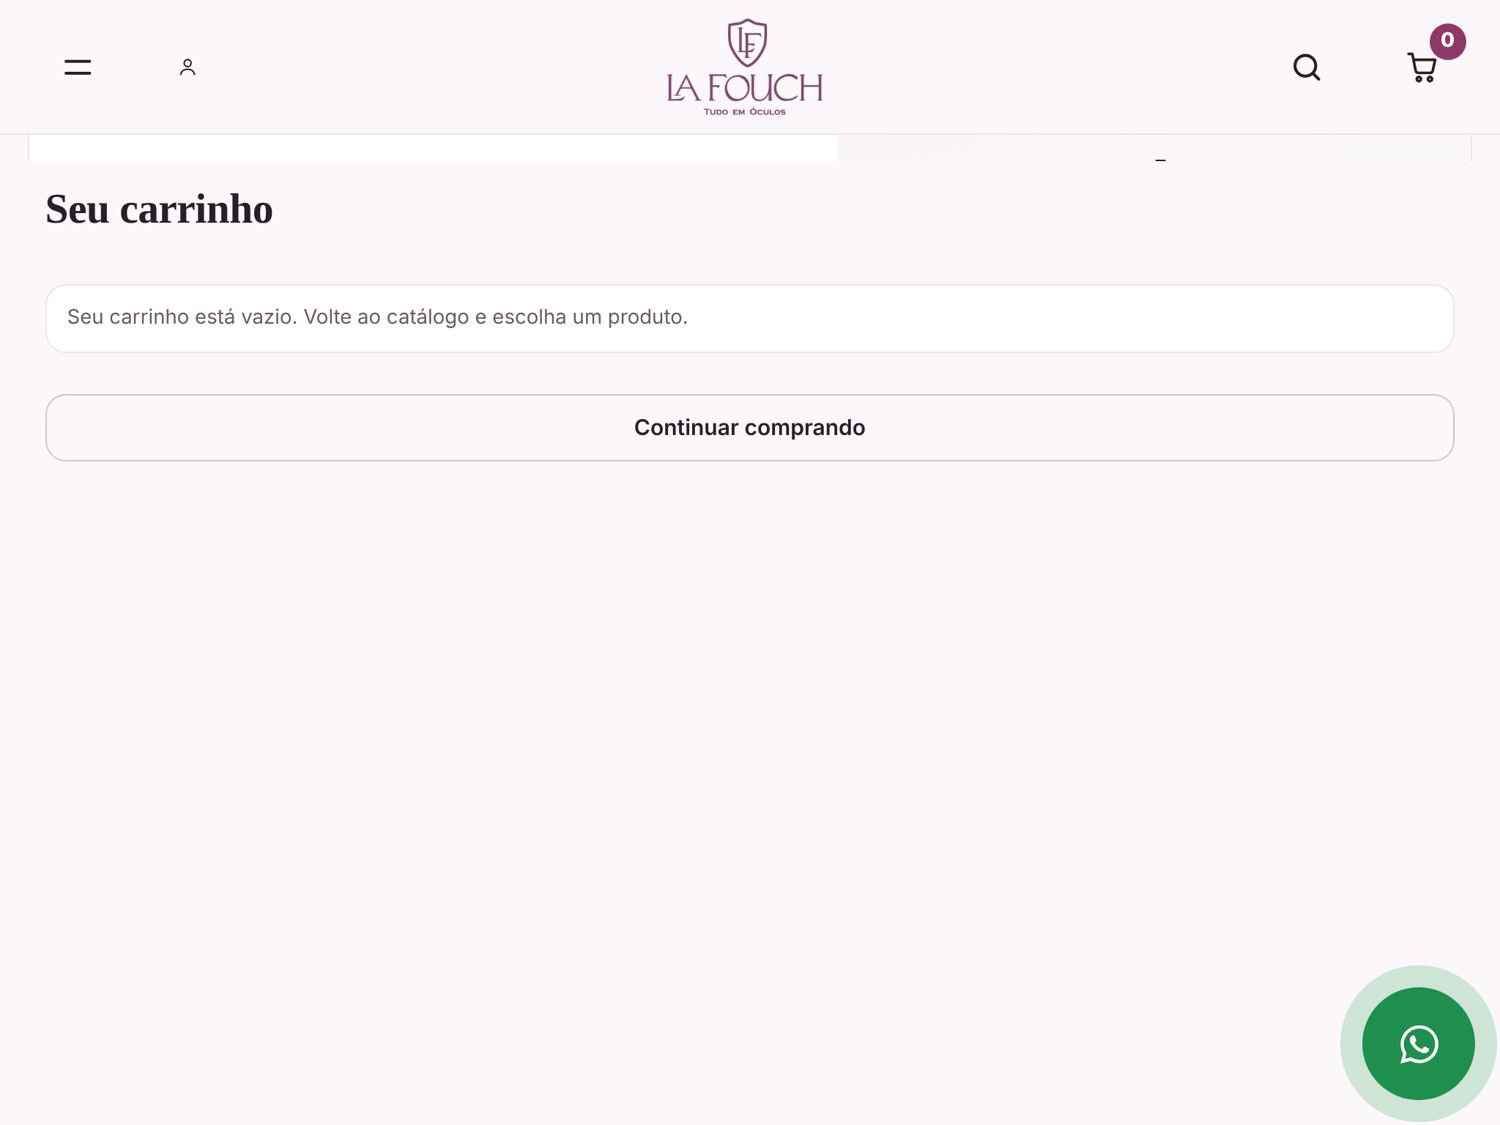 LF
LA FOUCH
TUDO EM ÓCULOS
0
Seu carrinho
Seu carrinho está vazio. Volte ao catálogo e escolha um produto.
Continuar comprando